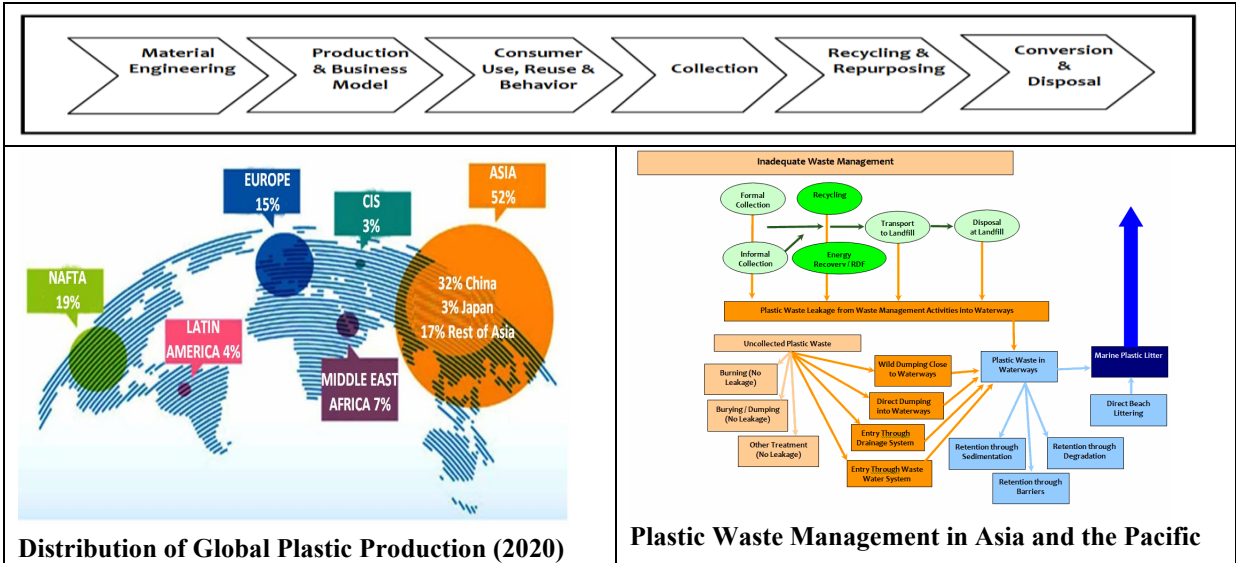 Material
Engineering
Production
& Business
Model
Consumer
Use, Reuse &
Behavior
Collection
Recycling &
Repurposing
Conversion
&
Disposal
EUROPE
15%
CIS
3%
ASIA
52%
NAFTA
19%
LATIN
AMERICA 4%
MIDDLE EAST
AFRICA 7%
32% China
3% Japan
17% Rest of Asia
Distribution of Global Plastic Production (2020)
Inadequate Waste Management
Formal
Collection
Recycling
Informal
Collection
Energy
Recovery / RDF
Transport
to Landfill
Disposal
at Landfill
Plastic Waste Leakage from Waste Management Activities into Waterways
Uncollected Plastic Waste
Burning (No
Leakage)
Burying / Dumping
(No Leakage)
Other Treatment
(No Leakage)
Wild Dumping Close
to Waterways
Direct Dumping
into Waterways
Entry Through
Drainage System
Entry Through Waste
Water System
Plastic Waste in
Waterways
Marine Plastic Litter
Direct Beach
Littering
Retention through
Sedimentation
Retention through
Degradation
Retention through
Barriers
Plastic Waste Management in Asia and the Pacific